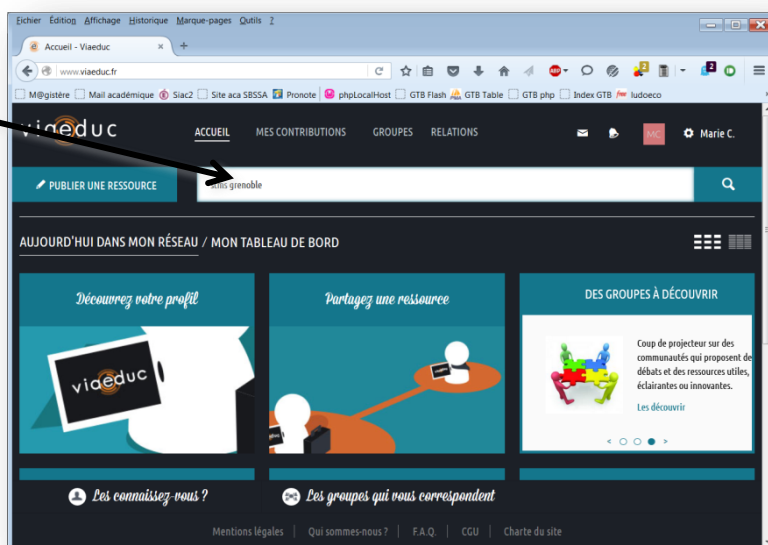 Fichier Édition Affichage Historique Marque-pages Outils ?
Accueil - Viaeduc × +
www.viaeduc.fr
M@gistère Mail académique Siac2 Site aca SBSSA Pronote phpLocalHost GTB Flash GTB Table GTB php Index GTB ludoeco
viaéduc ACCUEIL MES CONTRIBUTIONS GROUPES RELATIONS MC Marie C.
PUBLIER UNE RESSOURCE grenoble
AUJOURD'HUI DANS MON RÉSEAU / MON TABLEAU DE BORD
Découvrez votre profil
viaéduc
Partagez une ressource
DES GROUPES À DÉCOUVRIR
Coup de projecteur sur des
communautés qui proposent de
débats et des ressources utiles,
éclairantes ou innovantes.
Les découvrir
Les connaissez-vous ?
Les groupes qui vous correspondent
Mentions légales | Qui sommes-nous ? | F.A.Q. | CGU | Charte du site